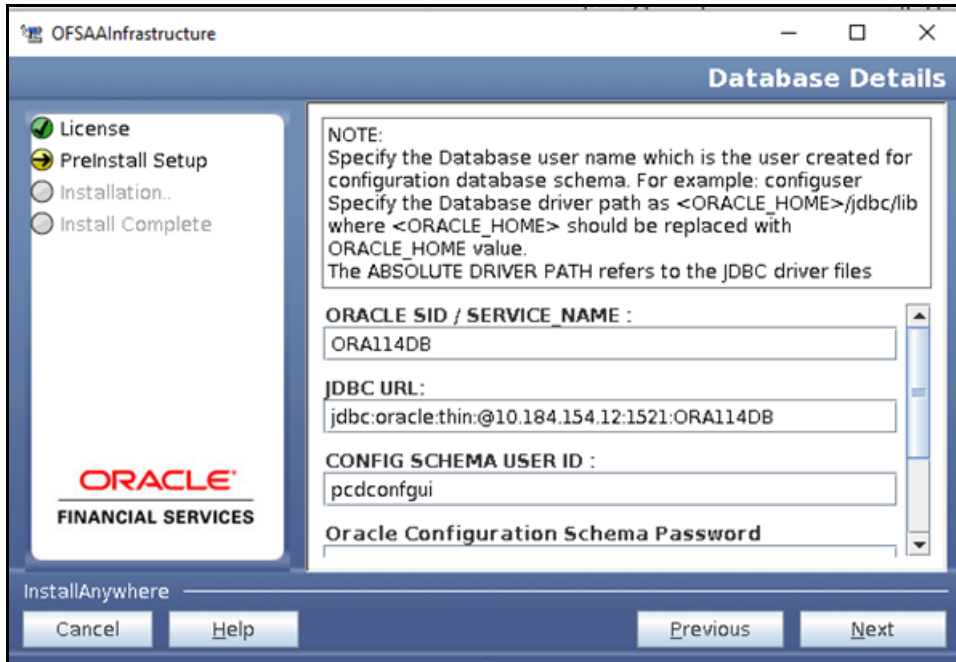 OFSAAInfrastructure
Database Details
License
PreInstall Setup
Installation..
Install Complete
ORACLE
FINANCIAL SERVICES
NOTE:
Specify the Database user name which is the user created for
configuration database schema. For example: configuser
Specify the Database driver path as <ORACLE_HOME>/jdbc/lib
where <ORACLE_HOME> should be replaced with
ORACLE_HOME value.
The ABSOLUTE DRIVER PATH refers to the JDBC driver files
ORACLE SID / SERVICE_NAME :
ORA114DB
JDBC URL:
jdbc:oracle:thin:@10.184.154.12:1521:ORA114DB
CONFIG SCHEMA USER ID :
pcdconfgui
Oracle Configuration Schema Password
InstallAnywhere
Cancel Help Previous Next